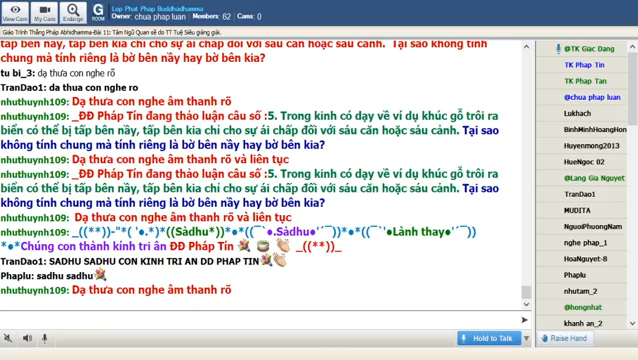 Lop Phat Phap Buddhadhamma
Owner: chua phap luan  Members: 62  Cams: 0
View Cam  My Cam  Enlarge  G ROOM
Giáo Trình Thắng Pháp Abhidhamma-Bài 11: Tâm Ngũ Quan sẽ do TT Tuệ Siêu giảng giải.
tấp bên nầy, tấp bên kia chỉ cho sự ái chấp đối với sáu căn hoặc sáu cảnh. Tại sao không tính
chung mà tính riêng là bờ bên nầy hay bờ bên kia?
tu bi_3: dạ thưa con nghe rõ
TranDao1: da thua con nghe ro
nhuthuynh109: Dạ thưa con nghe âm thanh rõ
nhuthuynh109: _ĐĐ Pháp Tín đang thảo luận câu số :5. Trong kinh có dạy về ví dụ khúc gỗ trôi ra
biển có thể bị tấp bên nầy, tấp bên kia chỉ cho sự ái chấp đối với sáu căn hoặc sáu cảnh. Tại sao
không tính chung mà tính riêng là bờ bên nầy hay bờ bên kia?
nhuthuynh109: Dạ thưa con nghe âm thanh rõ và liên tục
nhuthuynh109: _ĐĐ Pháp Tín đang thảo luận câu số :5. Trong kinh có dạy về ví dụ khúc gỗ trôi ra
biển có thể bị tấp bên nầy, tấp bên kia chỉ cho sự ái chấp đối với sáu căn hoặc sáu cảnh. Tại sao
không tính chung mà tính riêng là bờ bên nầy hay bờ bên kia?
nhuthuynh109: Dạ thưa con nghe âm thanh rõ và liên tục
nhuthuynh109: _((**))-"*( '●.*)●((Sàdhu*))*●*●((¯`●.Sàdhu●'´¯))*●*●((¯`'●Lành thay●'´¯))
*●*Chúng con thành kính tri ân ĐĐ Pháp Tín _((**))_
TranDao1: SADHU SADHU CON KINH TRI AN DD PHAP TIN
Phaplu: sadhu sadhu
nhuthuynh109: Dạ thưa con nghe âm thanh rõ
Hold to Talk
@TK Giac Dang
TK Phap Tin
TK Phap Tan
@chua phap luan
Lukhach
BinhMinhHoangHon
Huyenmong2013
HueNgoc 02
@Lang Gia Nguyet
TranDao1
MUDITA
NguoiPhuongNam
nghe phap_1
HoaNguyet-8
Phaplu
nhutam_2
@hongnhat
khanh an_2
Raise Hand